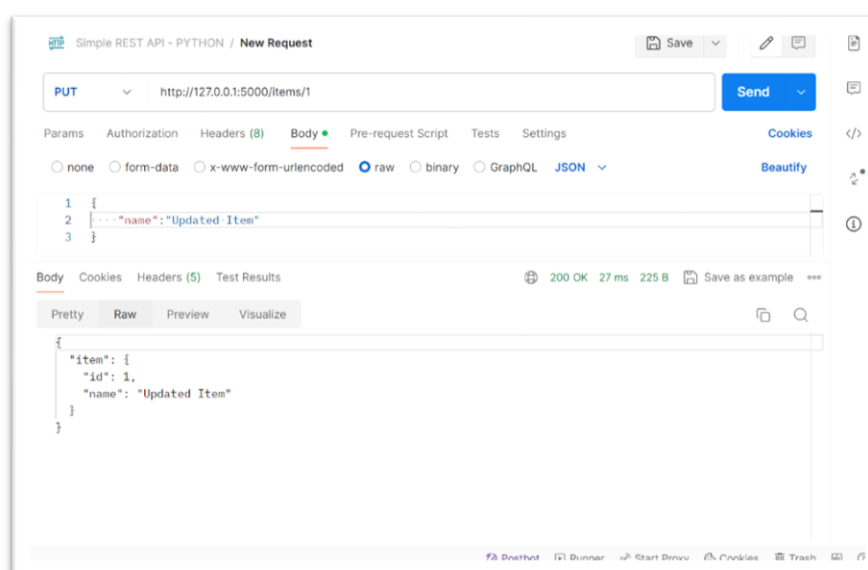 HTTP Simple REST API - PYTHON / New Request Save
PUT http://127.0.0.1:5000/items/1 Send
Params Authorization Headers (8) Body Pre-request Script Tests Settings Cookies
none form-data x-www-form-urlencoded raw binary GraphQL JSON Beautify
1 {
2 ····"name":"Updated·Item"
3 }
Body Cookies Headers (5) Test Results 200 OK 27 ms 225 B Save as example
Pretty Raw Preview Visualize
{
  "item": {
    "id": 1,
    "name": "Updated Item"
  }
}
Postbot Runner Start Proxy Cookies Trash